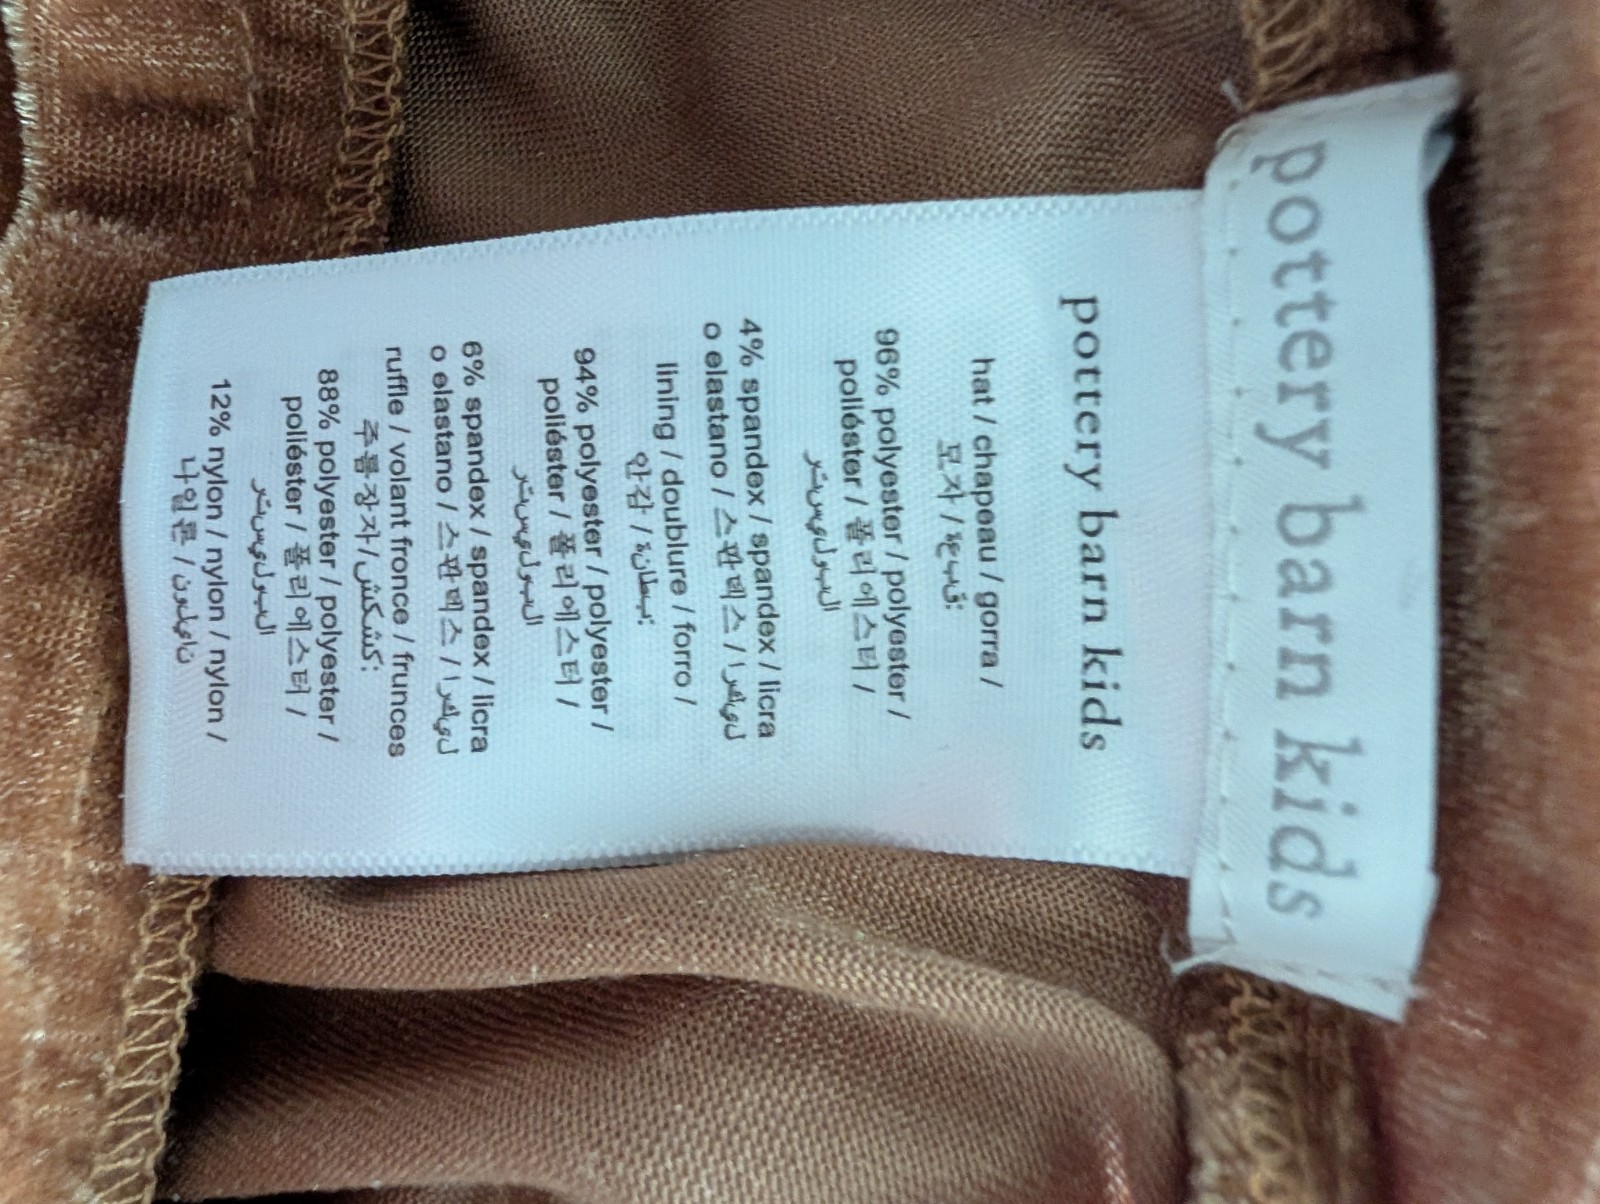 pottery barn kids
pottery barn kids
hat / chapeau / gorra /
모자 / قبعة:
96% polyester / polyester /
poliéster / 폴리에스터 /
البوليستر
4% spandex / spandex / licra
o elastano / 스판덱스 / ليكرا
lining / doublure / forro /
안감 / بطانة:
94% polyester / polyester /
poliéster / 폴리에스터 /
البوليستر
6% spandex / spandex / licra
o elastano / 스판덱스 / ليكرا
ruffle / volant fronce / frunces
주름장자/كشكش:
88% polyester / polyester /
poliéster / 폴리에스터 /
البوليستر
12% nylon / nylon / nylon /
나일론 / نايلون